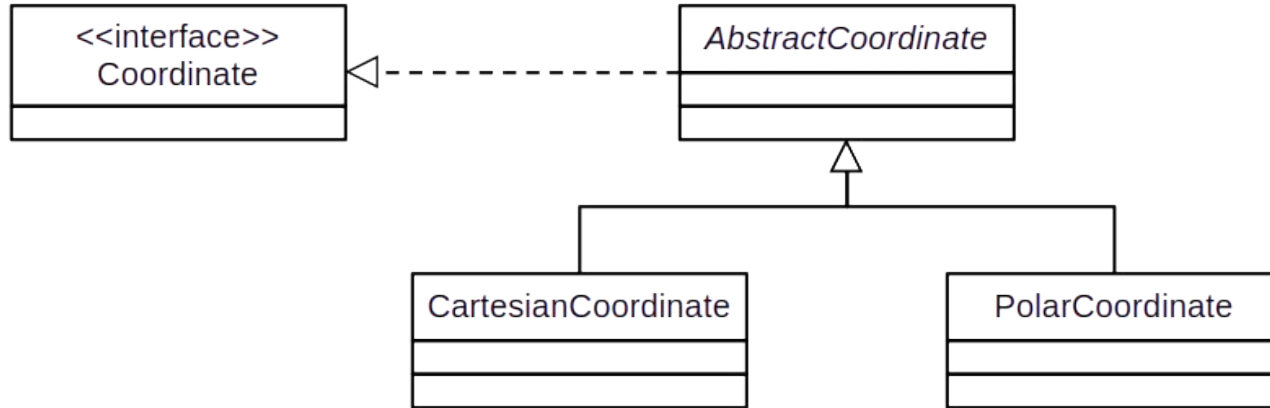 <<interface>>
Coordinate
AbstractCoordinate
CartesianCoordinate
PolarCoordinate